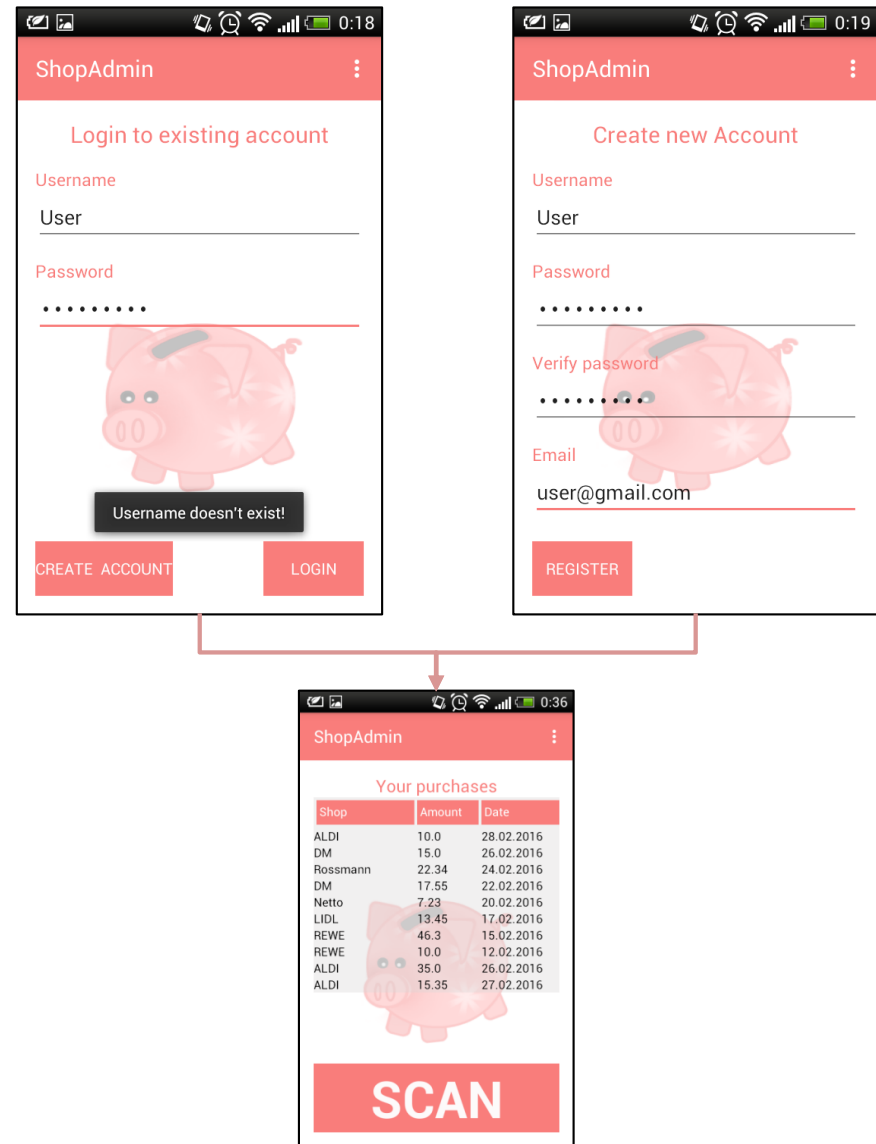 0:18
ShopAdmin
Login to existing account
Username
User
Password
•••••••••
Username doesn't exist!
CREATE ACCOUNT LOGIN
0:19
ShopAdmin
Create new Account
Username
User
Password
•••••••••
Verify password
•••••••••
Email
user@gmail.com
REGISTER
0:36
ShopAdmin
Your purchases
Shop Amount Date
ALDI 10.0 28.02.2016
DM 15.0 26.02.2016
Rossmann 22.34 24.02.2016
DM 17.55 22.02.2016
Netto 7.23 20.02.2016
LIDL 13.45 17.02.2016
REWE 46.3 15.02.2016
REWE 10.0 12.02.2016
ALDI 35.0 26.02.2016
ALDI 15.35 27.02.2016
SCAN